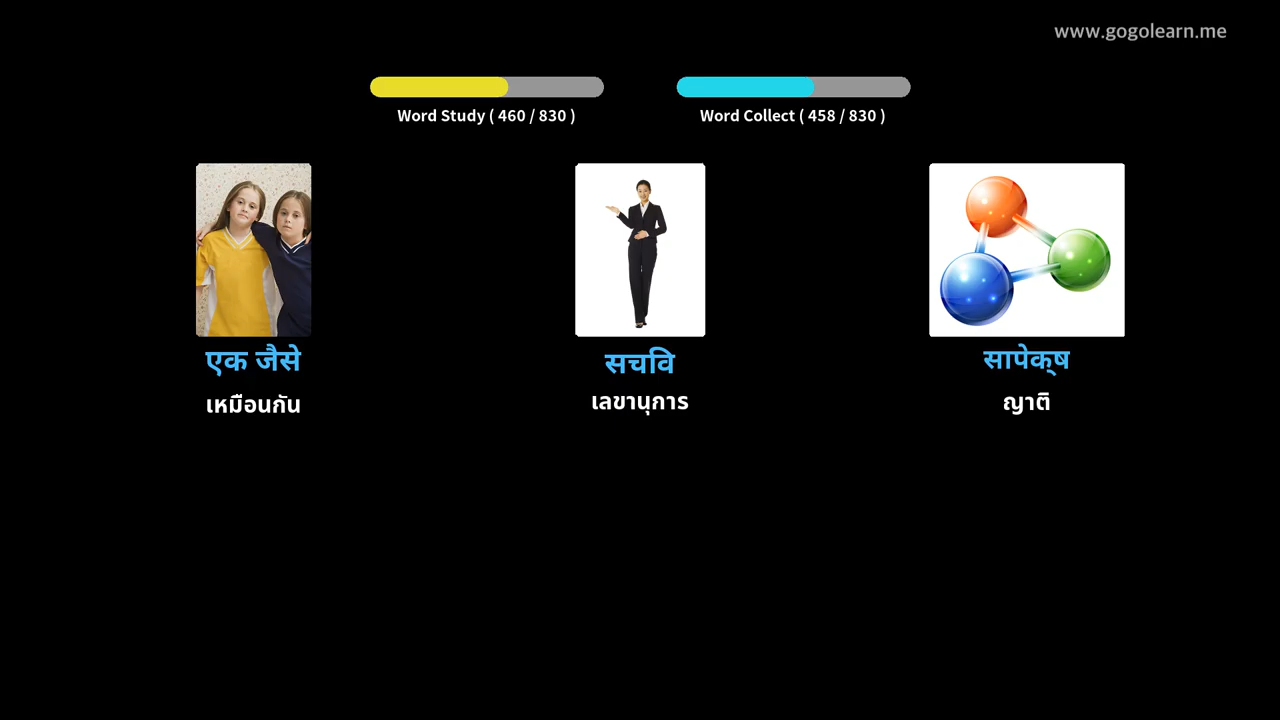 www.gogolearn.me
Word Study ( 460 / 830 )
Word Collect ( 458 / 830 )
एक जैसे
सचवि
सापेक्ष
เหมือนกัน
เลขานุการ
ญาติ